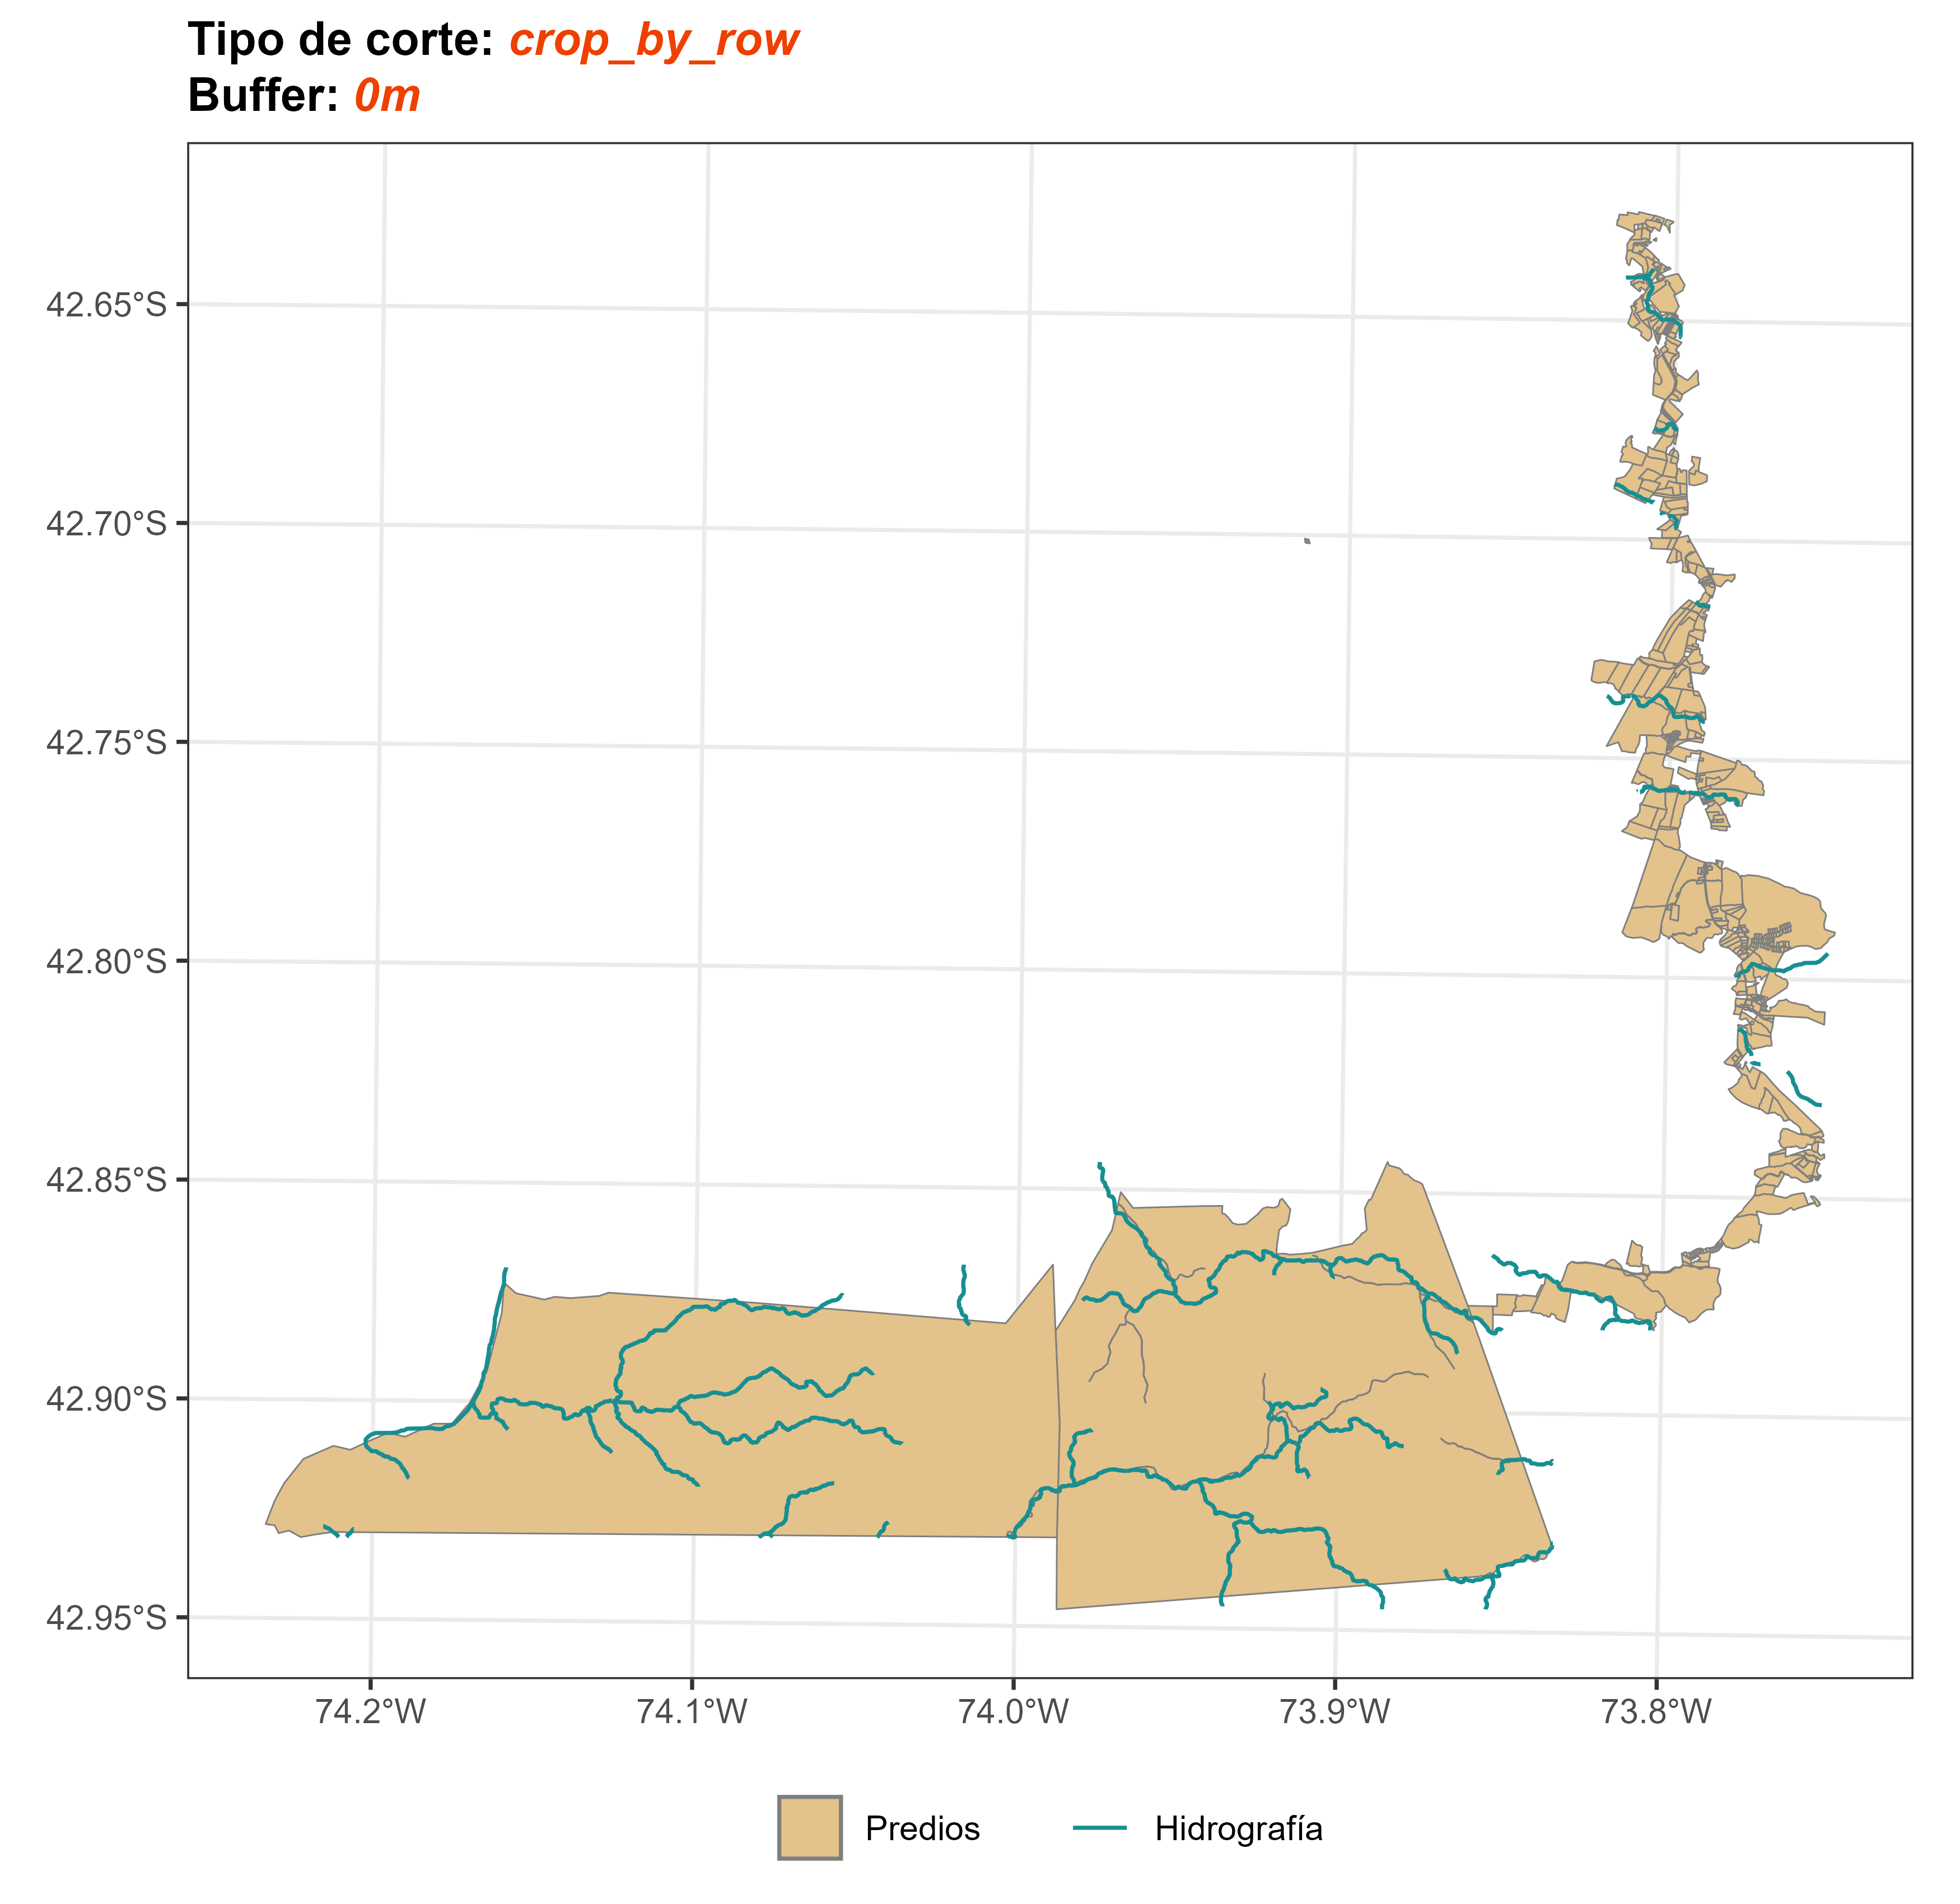 Tipo de corte: crop_by_row
Buffer: 0m
42.65°S
42.70°S
42.75°S
42.80°S
42.85°S
42.90°S
42.95°S
74.2°W 74.1°W 74.0°W 73.9°W 73.8°W
Predios Hidrografía